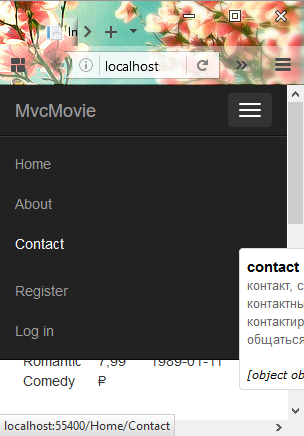 In
localhost
MvcMovie
Home
About
Contact
Register
Log in
contact
контакт, с
контактны
контактир
общаться
[object ob
Romantic 7,99 1989-01-11
Comedy ₽
localhost:55400/Home/Contact